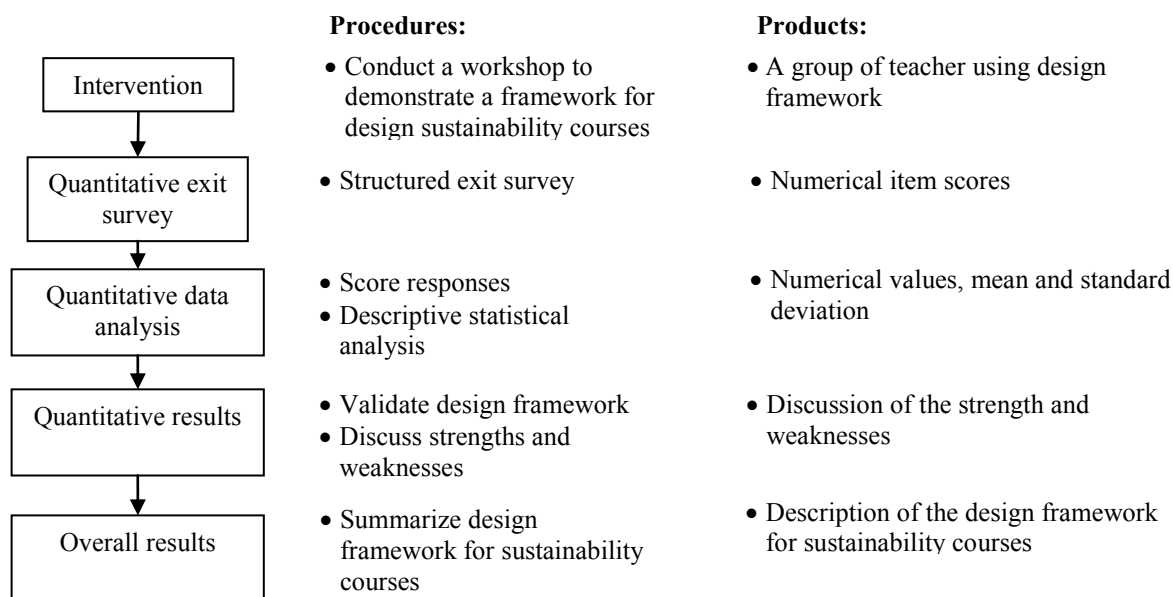 Procedures:
Products:
Intervention
• Conduct a workshop to
demonstrate a framework for
design sustainability courses
• A group of teacher using design
framework
Quantitative exit
survey
• Structured exit survey
• Numerical item scores
Quantitative data
analysis
• Score responses
• Descriptive statistical
analysis
• Numerical values, mean and standard
deviation
Quantitative results
• Validate design framework
• Discuss strengths and
weaknesses
• Discussion of the strength and
weaknesses
Overall results
• Summarize design
framework for sustainability
courses
• Description of the design framework
for sustainability courses